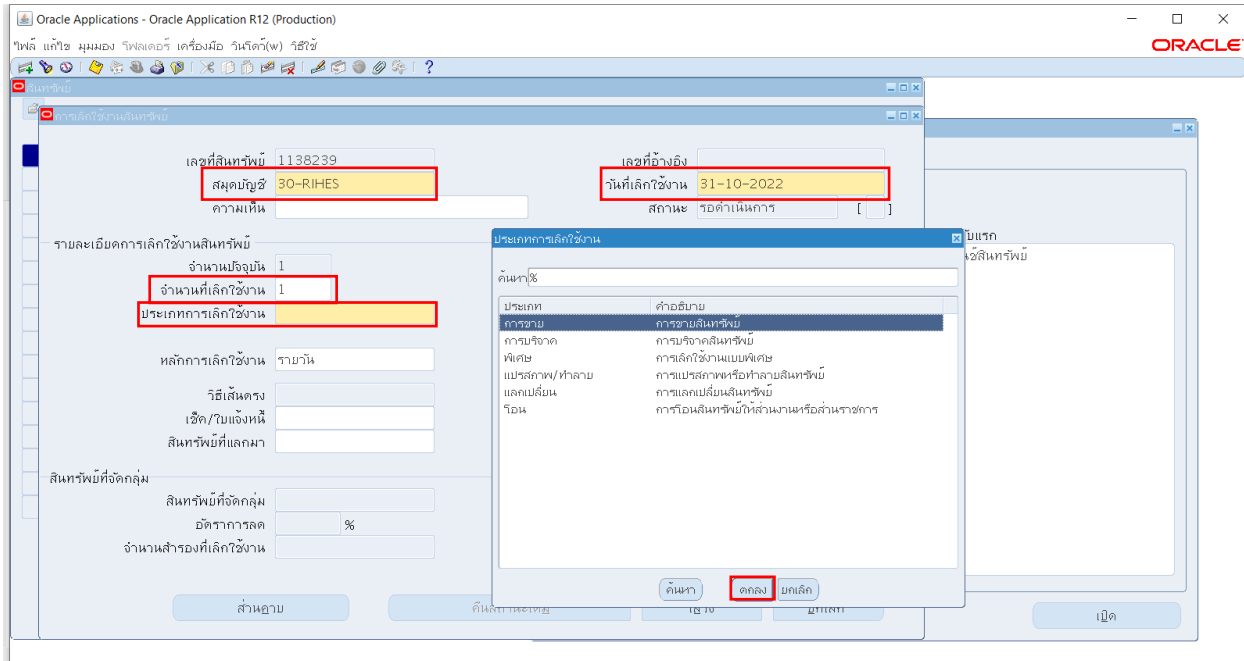 Oracle Applications - Oracle Application R12 (Production)
ไฟล์ แก้ไข มุมมอง โฟลเดอร์ เครื่องมือ วินโดว์(w) วิธีใช้
ORACLE
สินทรัพย์
การเลิกใช้งานสินทรัพย์
เลขที่สินทรัพย์ 1138239 เลขที่อ้างอิง
สมุดบัญชี 30-RIHES วันที่เลิกใช้งาน 31-10-2022
ความเห็น สถานะ รอดำเนินการ [ ]
รายละเอียดการเลิกใช้งานสินทรัพย์
จำนวนปัจจุบัน 1
จำนวนที่เลิกใช้งาน 1
ประเภทการเลิกใช้งาน
หลักการเลิกใช้งาน รายวัน
วิธีเส้นตรง
เช็ค/ใบแจ้งหนี้
สินทรัพย์ที่แลกมา
สินทรัพย์ที่จัดกลุ่ม
สินทรัพย์ที่จัดกลุ่ม
อัตราการลด %
จำนวนสำรองที่เลิกใช้งาน
ส่วนถาม
ประเภทการเลิกใช้งาน
ค้นหา %
ประเภท คำอธิบาย
การขาย การขายสินทรัพย์
การบริจาค การบริจาคสินทรัพย์
พิเศษ การเลิกใช้งานแบบพิเศษ
แปรสภาพ/ทำลาย การแปรสภาพหรือทำลายสินทรัพย์
แลกเปลี่ยน การแลกเปลี่ยนสินทรัพย์
โอน การโอนสินทรัพย์ให้ส่วนงานหรือส่วนราชการ
ค้นหา ตกลง ยกเลิก
เปิด